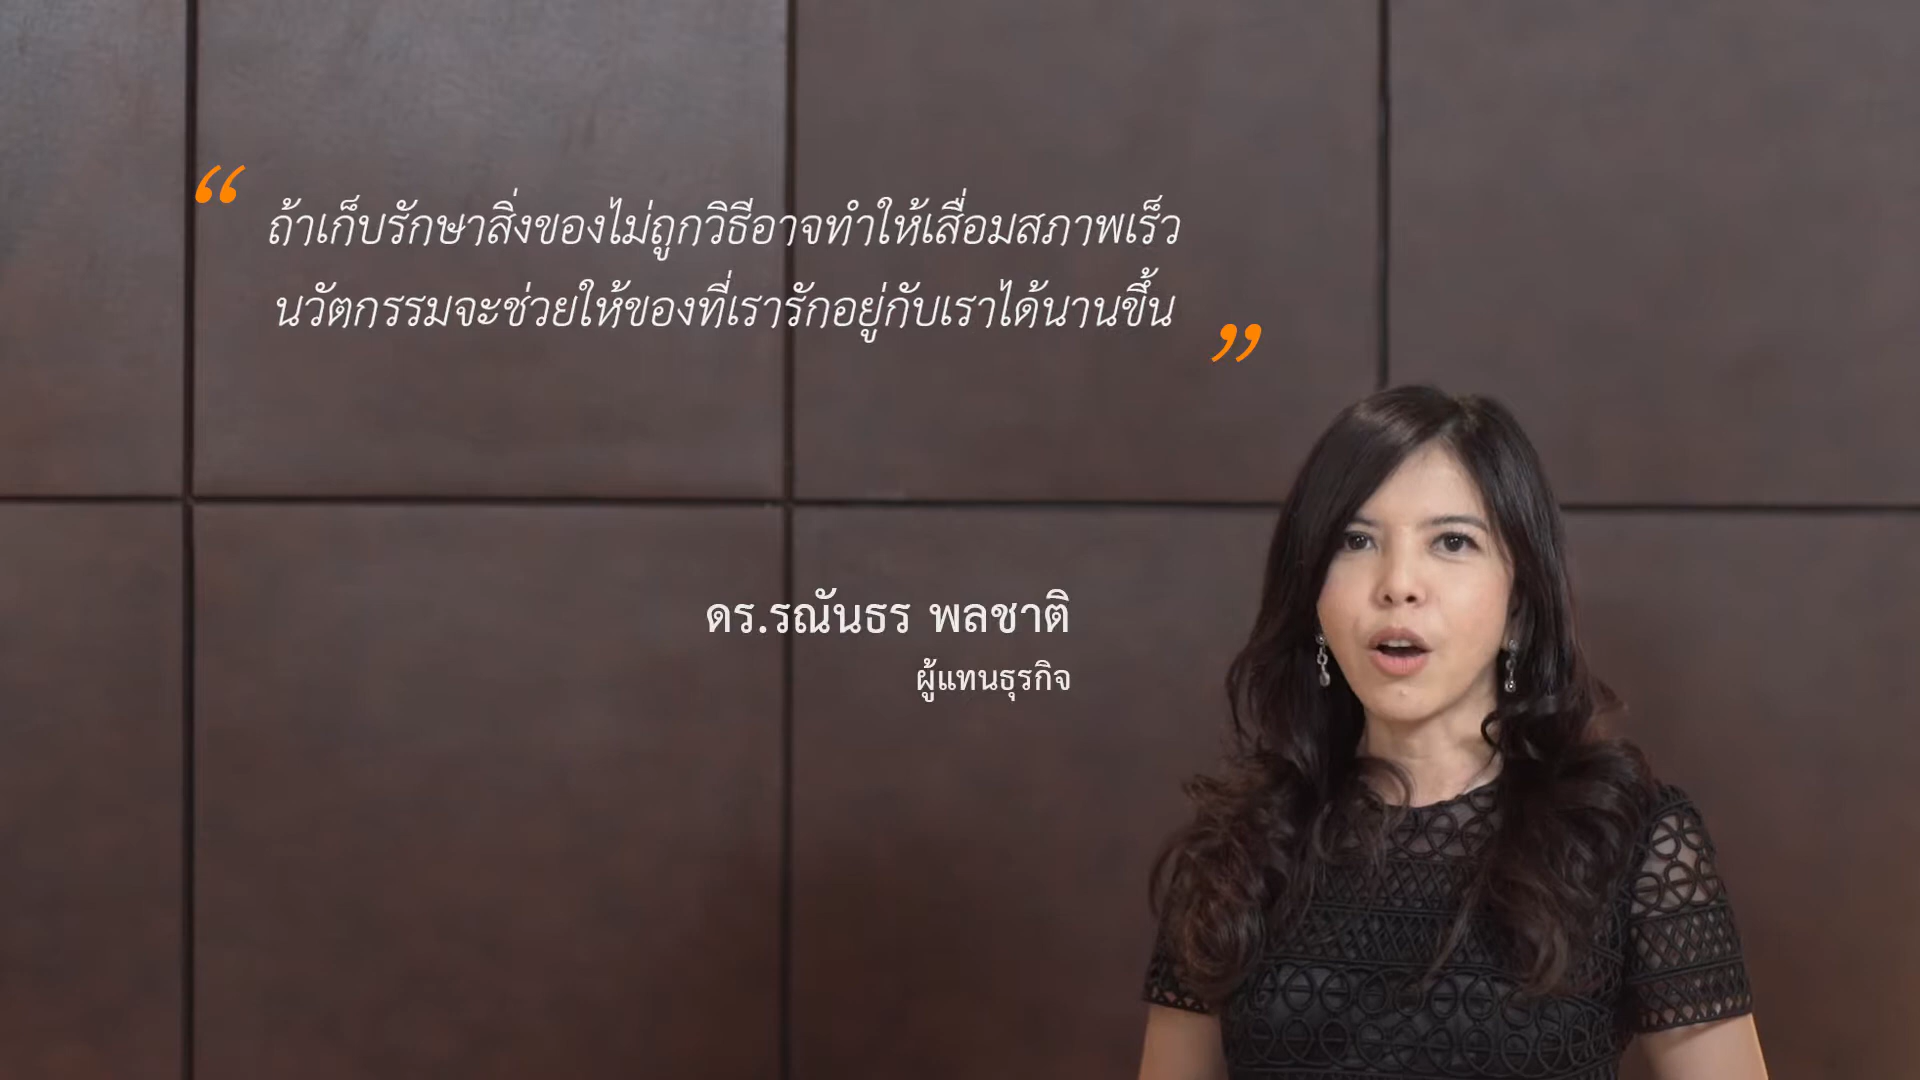 “ ถ้าเก็บรักษาสิ่งของไม่ถูกวิธีอาจทำให้เสื่อมสภาพเร็ว
นวัตกรรมจะช่วยให้ของที่เรารักอยู่กับเราได้นานขึ้น ”
ดร.รณันธร พลชาติ
ผู้แทนธุรกิจ